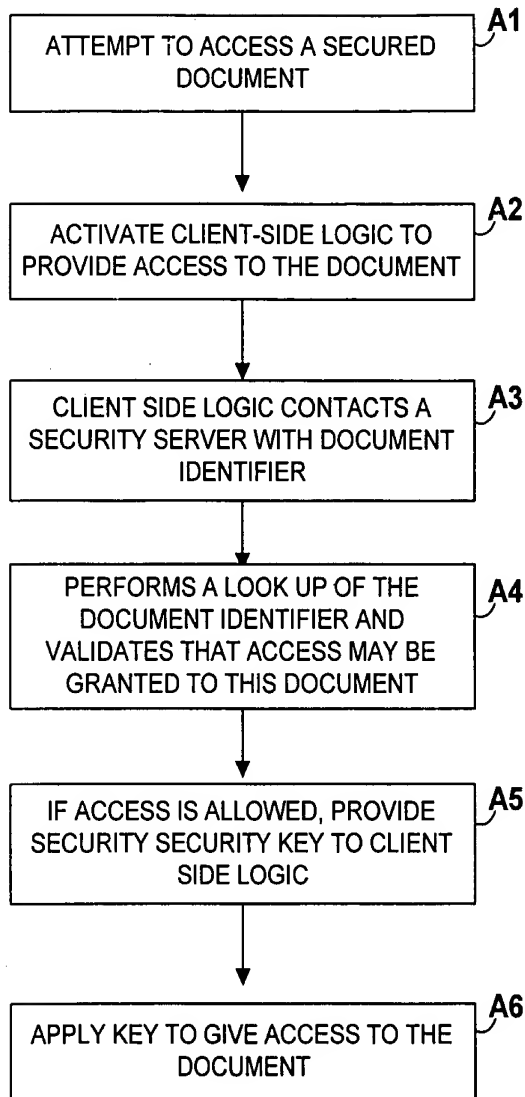 A1
ATTEMPT TO ACCESS A SECURED
DOCUMENT
A2
ACTIVATE CLIENT-SIDE LOGIC TO
PROVIDE ACCESS TO THE DOCUMENT
A3
CLIENT SIDE LOGIC CONTACTS A
SECURITY SERVER WITH DOCUMENT
IDENTIFIER
A4
PERFORMS A LOOK UP OF THE
DOCUMENT IDENTIFIER AND
VALIDATES THAT ACCESS MAY BE
GRANTED TO THIS DOCUMENT
A5
IF ACCESS IS ALLOWED, PROVIDE
SECURITY SECURITY KEY TO CLIENT
SIDE LOGIC
A6
APPLY KEY TO GIVE ACCESS TO THE
DOCUMENT